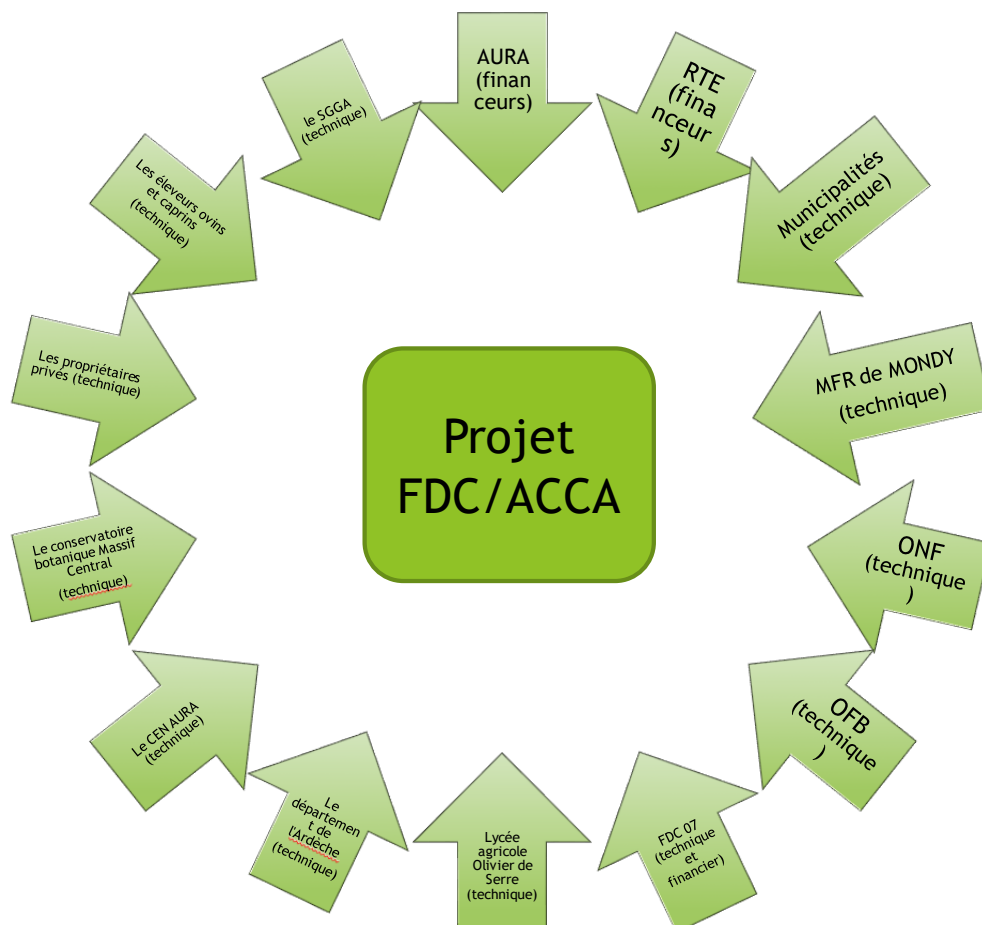 AURA
(finan
ceurs)
RTE
(fina
nceur
s)
Municipalités
(technique)
MFR de MONDY
(technique)
ONF
(technique
)
OFB
(technique
)
FDC 07
(technique
et
financier)
Lycée
agricole
Olivier de
Serre
(technique)
Le
départemen
t de
l'Ardèche
(technique)
Le CEN AURA
(technique)
Le conservatoire
botanique Massif
Central
(technique)
Les propriétaires
privés (technique)
Les éleveurs ovins
et caprins
(technique)
le SGGA
(technique)
Projet
FDC/ACCA